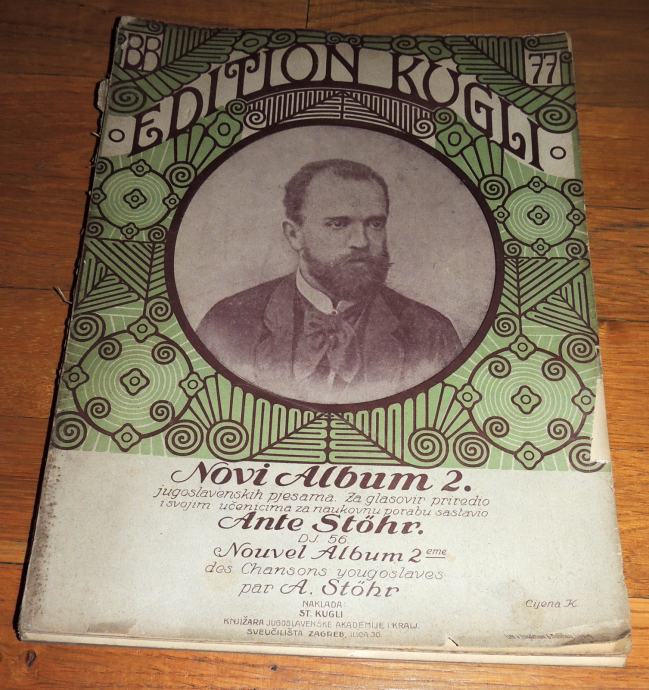 BB
77
EDITION KUGLI
Novi Album 2.
jugoslavenskih pjesama. Za glasovir priredio
i svojim učenicima za naukovnu porabu sastavio
Ante Stöhr.
DJ. 56.
Nouvel Album 2eme
des Chansons yougoslaves
par A. Stöhr
NAKLADA:
ST. KUGLI
Cijena K
KNJIŽARA JUGOSLAVENSKE AKADEMIJE I KRALJ.
SVEUČILIŠTA ZAGREB, ILICA 30.